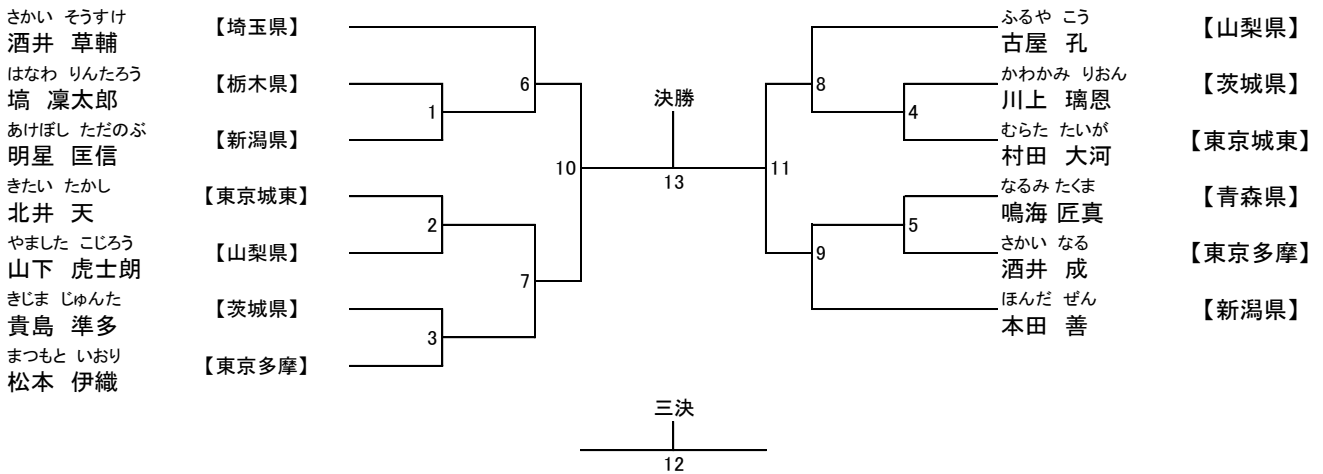 さかい そうすけ
酒井 草輔 【埼玉県】
はなわ りんたろう
塙 凜太郎 【栃木県】
あけぼし ただのぶ
明星 匡信 【新潟県】
きたい たかし
北井 天 【東京城東】
やました こじろう
山下 虎士朗 【山梨県】
きじま じゅんた
貴島 準多 【茨城県】
まつもと いおり
松本 伊織 【東京多摩】
1
2
3
6
7
10
決勝
13
11
8
9
4
5
ふるや こう
古屋 孔 【山梨県】
かわかみ りおん
川上 璃恩 【茨城県】
むらた たいが
村田 大河 【東京城東】
なるみ たくま
鳴海 匠真 【青森県】
さかい なる
酒井 成 【東京多摩】
ほんだ ぜん
本田 善 【新潟県】
三決
12